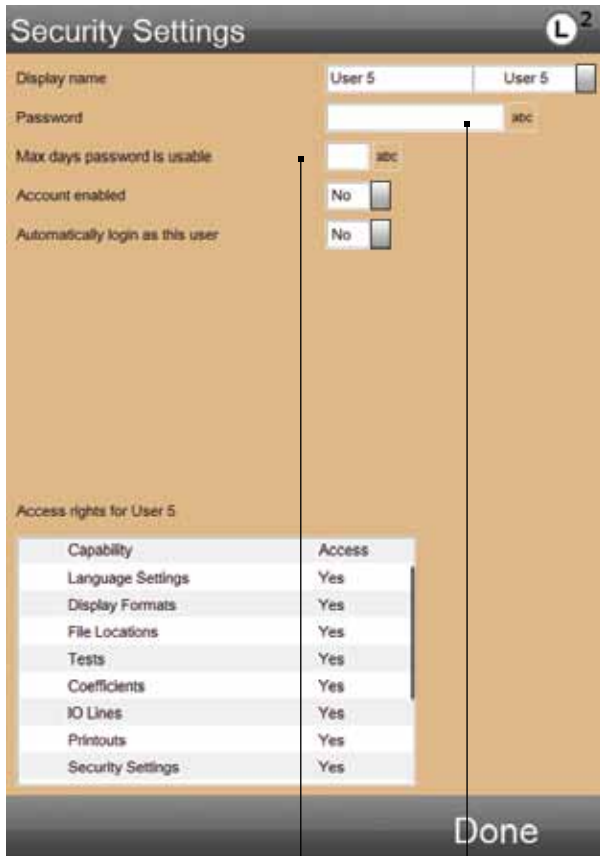 Security Settings L2
Display name User 5 User 5
Password abc
Max days password is usable abc
Account enabled No
Automatically login as this user No
Access rights for User 5
Capability Access
Language Settings Yes
Display Formats Yes
File Locations Yes
Tests Yes
Coefficients Yes
IO Lines Yes
Printouts Yes
Security Settings Yes
Done